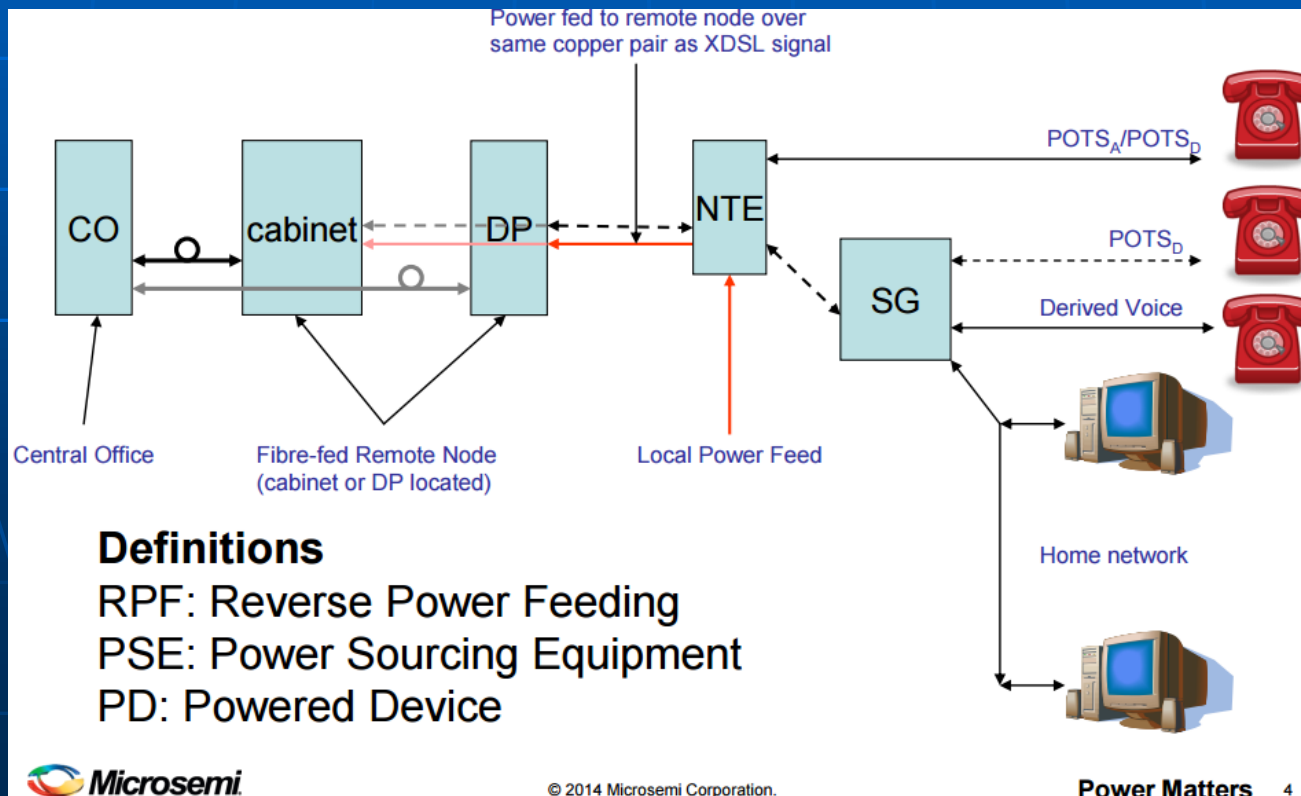 Power fed to remote node over
same copper pair as XDSL signal
POTSA/POTSD
CO
cabinet
DP
NTE
SG
POTSD
Derived Voice
Central Office
Fibre-fed Remote Node
(cabinet or DP located)
Local Power Feed
Home network
Definitions
RPF: Reverse Power Feeding
PSE: Power Sourcing Equipment
PD: Powered Device
Microsemi.
© 2014 Microsemi Corporation.
Power Matters 4